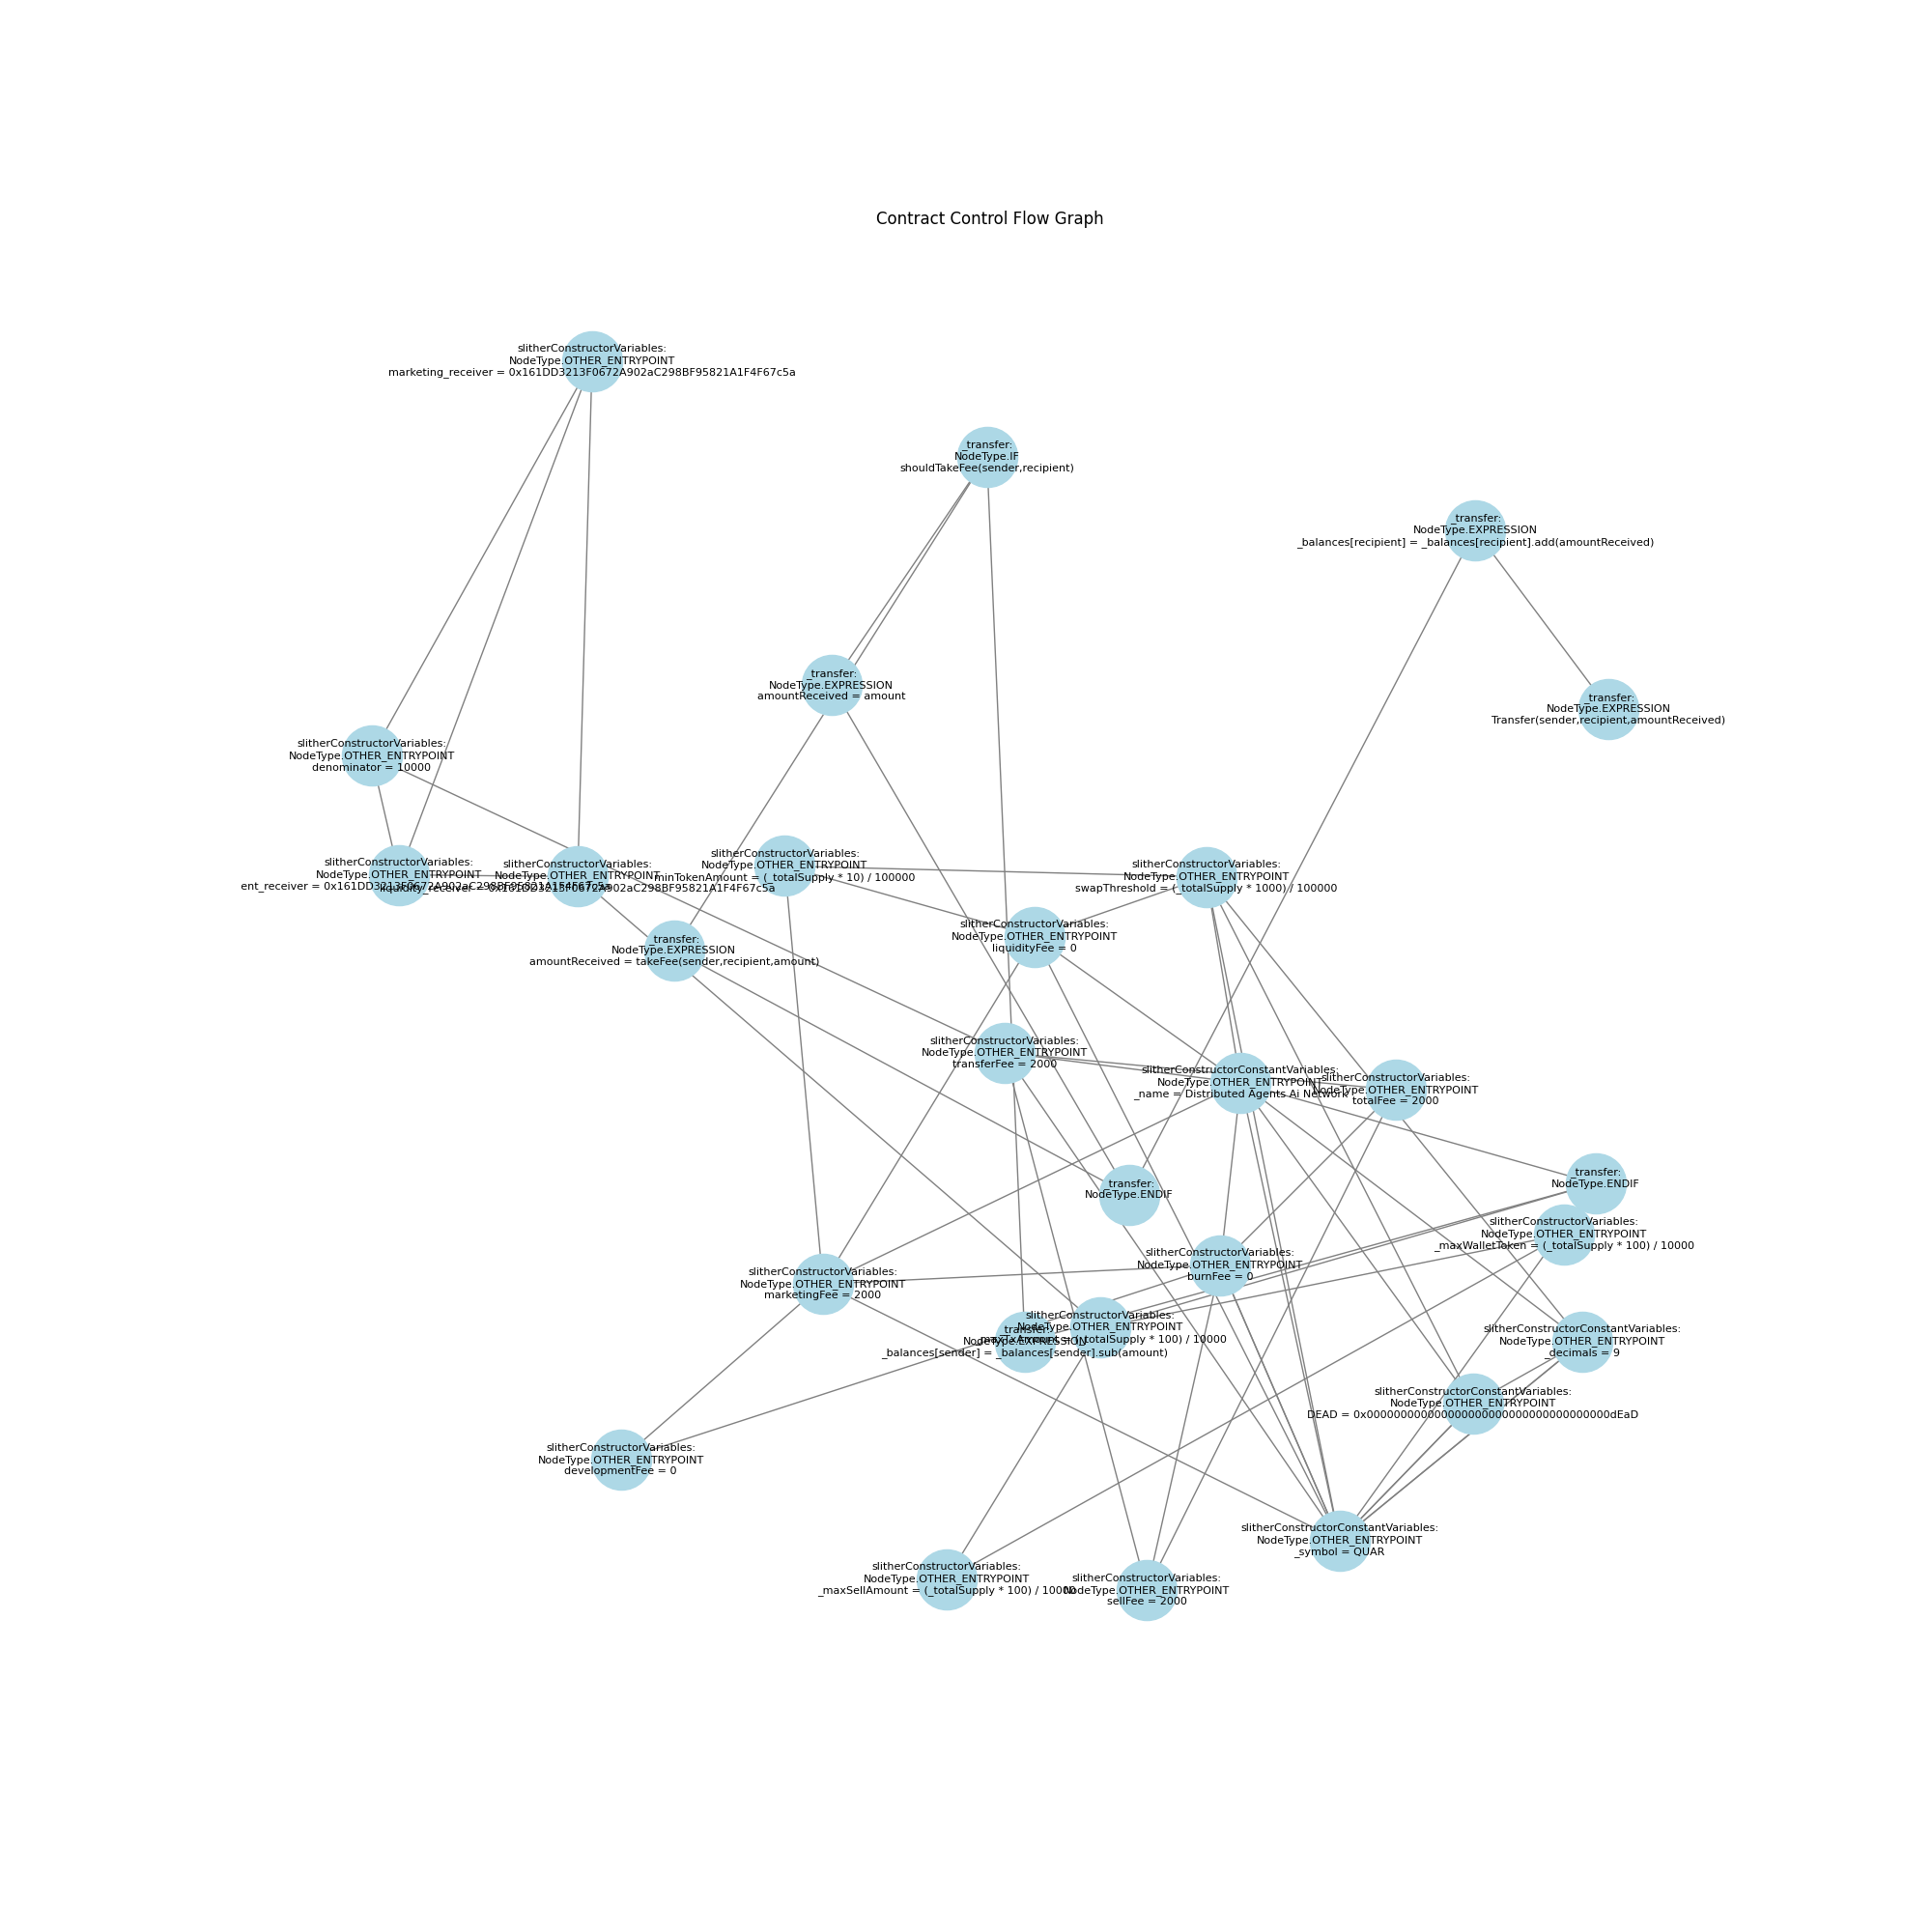 Contract Control Flow Graph
slitherConstructorVariables:
NodeType.OTHER_ENTRYPOINT
marketing_receiver = 0x161DD3213F0672A902aC298BF95821A1F4F67c5a
_transfer:
NodeType.IF
shouldTakeFee(sender,recipient)
_transfer:
NodeType.EXPRESSION
_balances[recipient] = _balances[recipient].add(amountReceived)
_transfer:
NodeType.EXPRESSION
amountReceived = amount
_transfer:
NodeType.EXPRESSION
Transfer(sender,recipient,amountReceived)
slitherConstructorVariables:
NodeType.OTHER_ENTRYPOINT
denominator = 10000
slitherConstructorVariables:
NodeType.OTHER_ENTRYPOINT
ent_receiver = 0x161DD3213F0672A902aC298BF95821A1F4F67c5a
slitherConstructorVariables:
NodeType.OTHER_ENTRYPOINT
liquidity_receiver = 0x161DD3213F0672A902aC298BF95821A1F4F67c5a
slitherConstructorVariables:
NodeType.OTHER_ENTRYPOINT
minTokenAmount = (_totalSupply * 10) / 100000
slitherConstructorVariables:
NodeType.OTHER_ENTRYPOINT
swapThreshold = (_totalSupply * 1000) / 100000
_transfer:
NodeType.EXPRESSION
amountReceived = takeFee(sender,recipient,amount)
slitherConstructorVariables:
NodeType.OTHER_ENTRYPOINT
liquidityFee = 0
slitherConstructorVariables:
NodeType.OTHER_ENTRYPOINT
transferFee = 2000
slitherConstructorConstantVariables:
NodeType.OTHER_ENTRYPOINT
_name = Distributed Agents Ai Network
slitherConstructorVariables:
NodeType.OTHER_ENTRYPOINT
totalFee = 2000
_transfer:
NodeType.ENDIF
_transfer:
NodeType.ENDIF
slitherConstructorVariables:
NodeType.OTHER_ENTRYPOINT
_maxWalletToken = (_totalSupply * 100) / 10000
slitherConstructorVariables:
NodeType.OTHER_ENTRYPOINT
burnFee = 0
slitherConstructorVariables:
NodeType.OTHER_ENTRYPOINT
marketingFee = 2000
slitherConstructorVariables:
NodeType.OTHER_ENTRYPOINT
_maxTxAmount = (_totalSupply * 100) / 10000
_transfer:
NodeType.EXPRESSION
_balances[sender] = _balances[sender].sub(amount)
slitherConstructorConstantVariables:
NodeType.OTHER_ENTRYPOINT
_decimals = 9
slitherConstructorConstantVariables:
NodeType.OTHER_ENTRYPOINT
DEAD = 0x000000000000000000000000000000000000dEaD
slitherConstructorVariables:
NodeType.OTHER_ENTRYPOINT
developmentFee = 0
slitherConstructorConstantVariables:
NodeType.OTHER_ENTRYPOINT
_symbol = QUAR
slitherConstructorVariables:
NodeType.OTHER_ENTRYPOINT
_maxSellAmount = (_totalSupply * 100) / 10000
slitherConstructorVariables:
NodeType.OTHER_ENTRYPOINT
sellFee = 2000